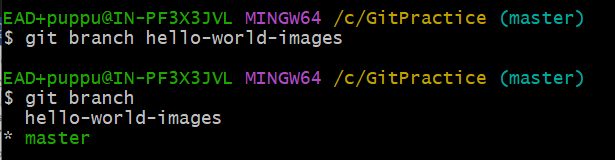 EAD+puppu@IN-PF3X3JVL MINGW64 /c/GitPractice (master)
$ git branch hello-world-images
EAD+puppu@IN-PF3X3JVL MINGW64 /c/GitPractice (master)
$ git branch
  hello-world-images
* master